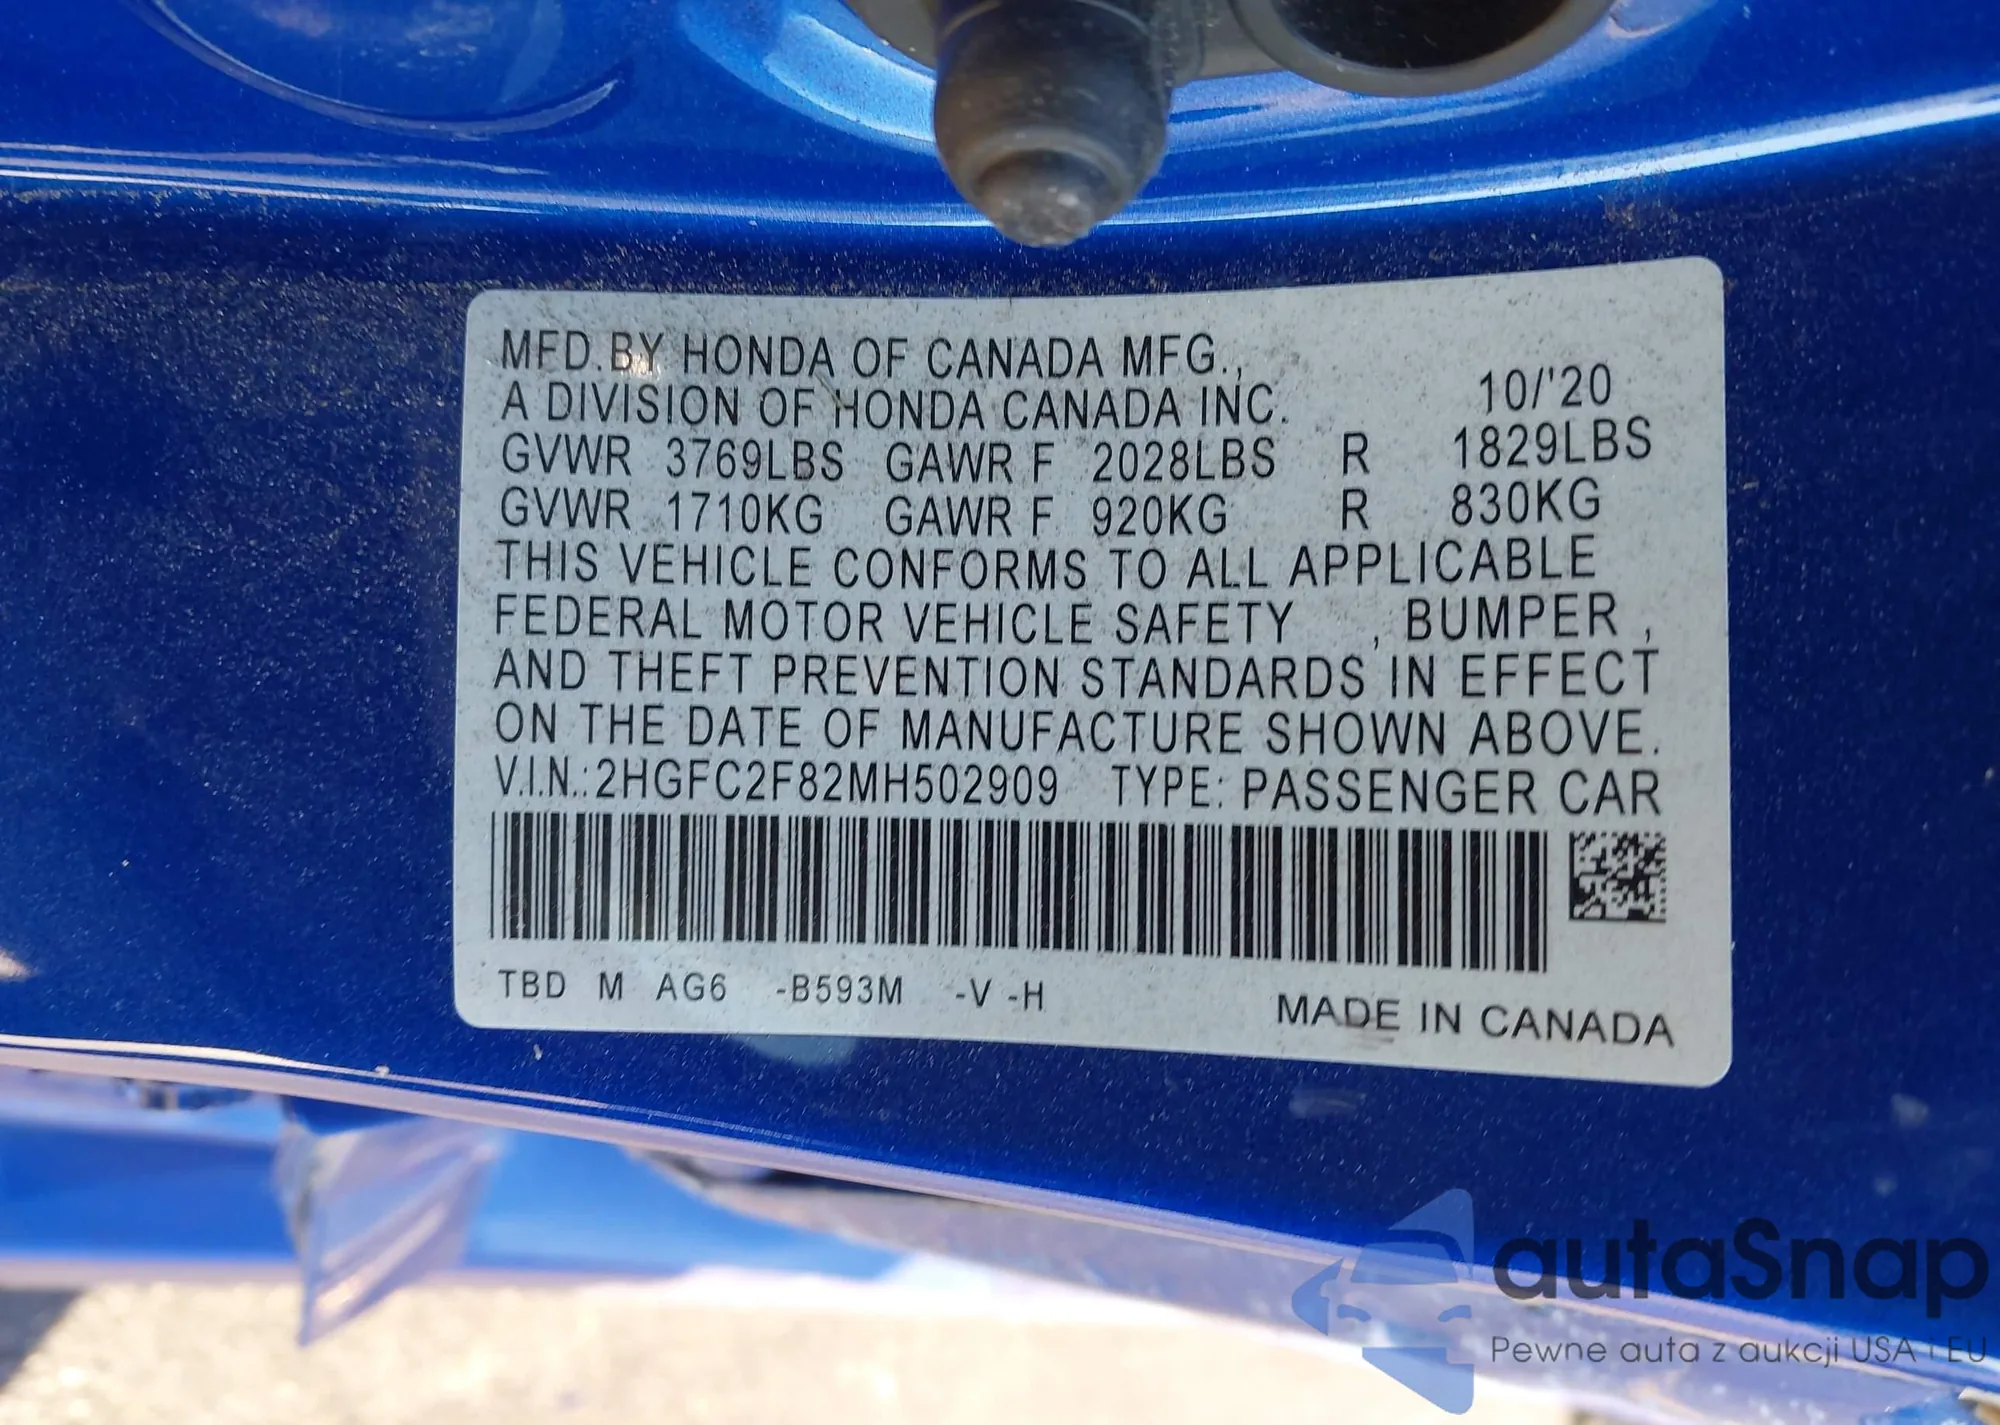 MFD. BY HONDA OF CANADA MFG.,
A DIVISION OF HONDA CANADA INC. 10/'20
GVWR 3769LBS GAWR F 2028LBS R 1829LBS
GVWR 1710KG GAWR F 920KG R 830KG
THIS VEHICLE CONFORMS TO ALL APPLICABLE
FEDERAL MOTOR VEHICLE SAFETY , BUMPER ,
AND THEFT PREVENTION STANDARDS IN EFFECT
ON THE DATE OF MANUFACTURE SHOWN ABOVE.
V.I.N.:2HGFC2F82MH502909 TYPE: PASSENGER CAR
TBD M AG6 -B593M -V -H
MADE IN CANADA
autaSnap
Pewne auta z aukcji USA i EU